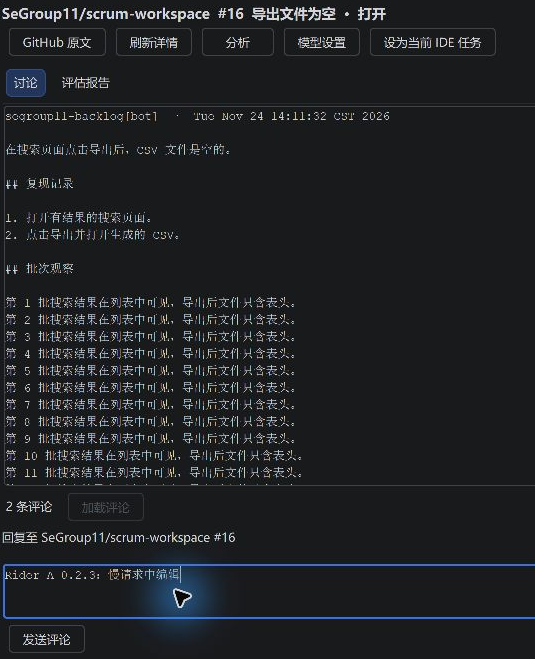 SeGroup11/scrum-workspace #16 导出文件为空 · 打开
GitHub 原文 刷新详情 分析 模型设置 设为当前 IDE 任务
讨论 评估报告
segroup11-backlog[bot] · Tue Nov 24 14:11:32 CST 2026
在搜索页面点击导出后，CSV 文件是空的。
## 复现记录
1. 打开有结果的搜索页面。
2. 点击导出并打开生成的 CSV。
## 批次观察
第 1 批搜索结果在列表中可见，导出后文件只含表头。
第 2 批搜索结果在列表中可见，导出后文件只含表头。
第 3 批搜索结果在列表中可见，导出后文件只含表头。
第 4 批搜索结果在列表中可见，导出后文件只含表头。
第 5 批搜索结果在列表中可见，导出后文件只含表头。
第 6 批搜索结果在列表中可见，导出后文件只含表头。
第 7 批搜索结果在列表中可见，导出后文件只含表头。
第 8 批搜索结果在列表中可见，导出后文件只含表头。
第 9 批搜索结果在列表中可见，导出后文件只含表头。
第 10 批搜索结果在列表中可见，导出后文件只含表头。
第 11 批搜索结果在列表中可见，导出后文件只含表头。
2 条评论 加载评论
回复至 SeGroup11/scrum-workspace #16
Rider A 0.2.3：慢请求中编辑
发送评论